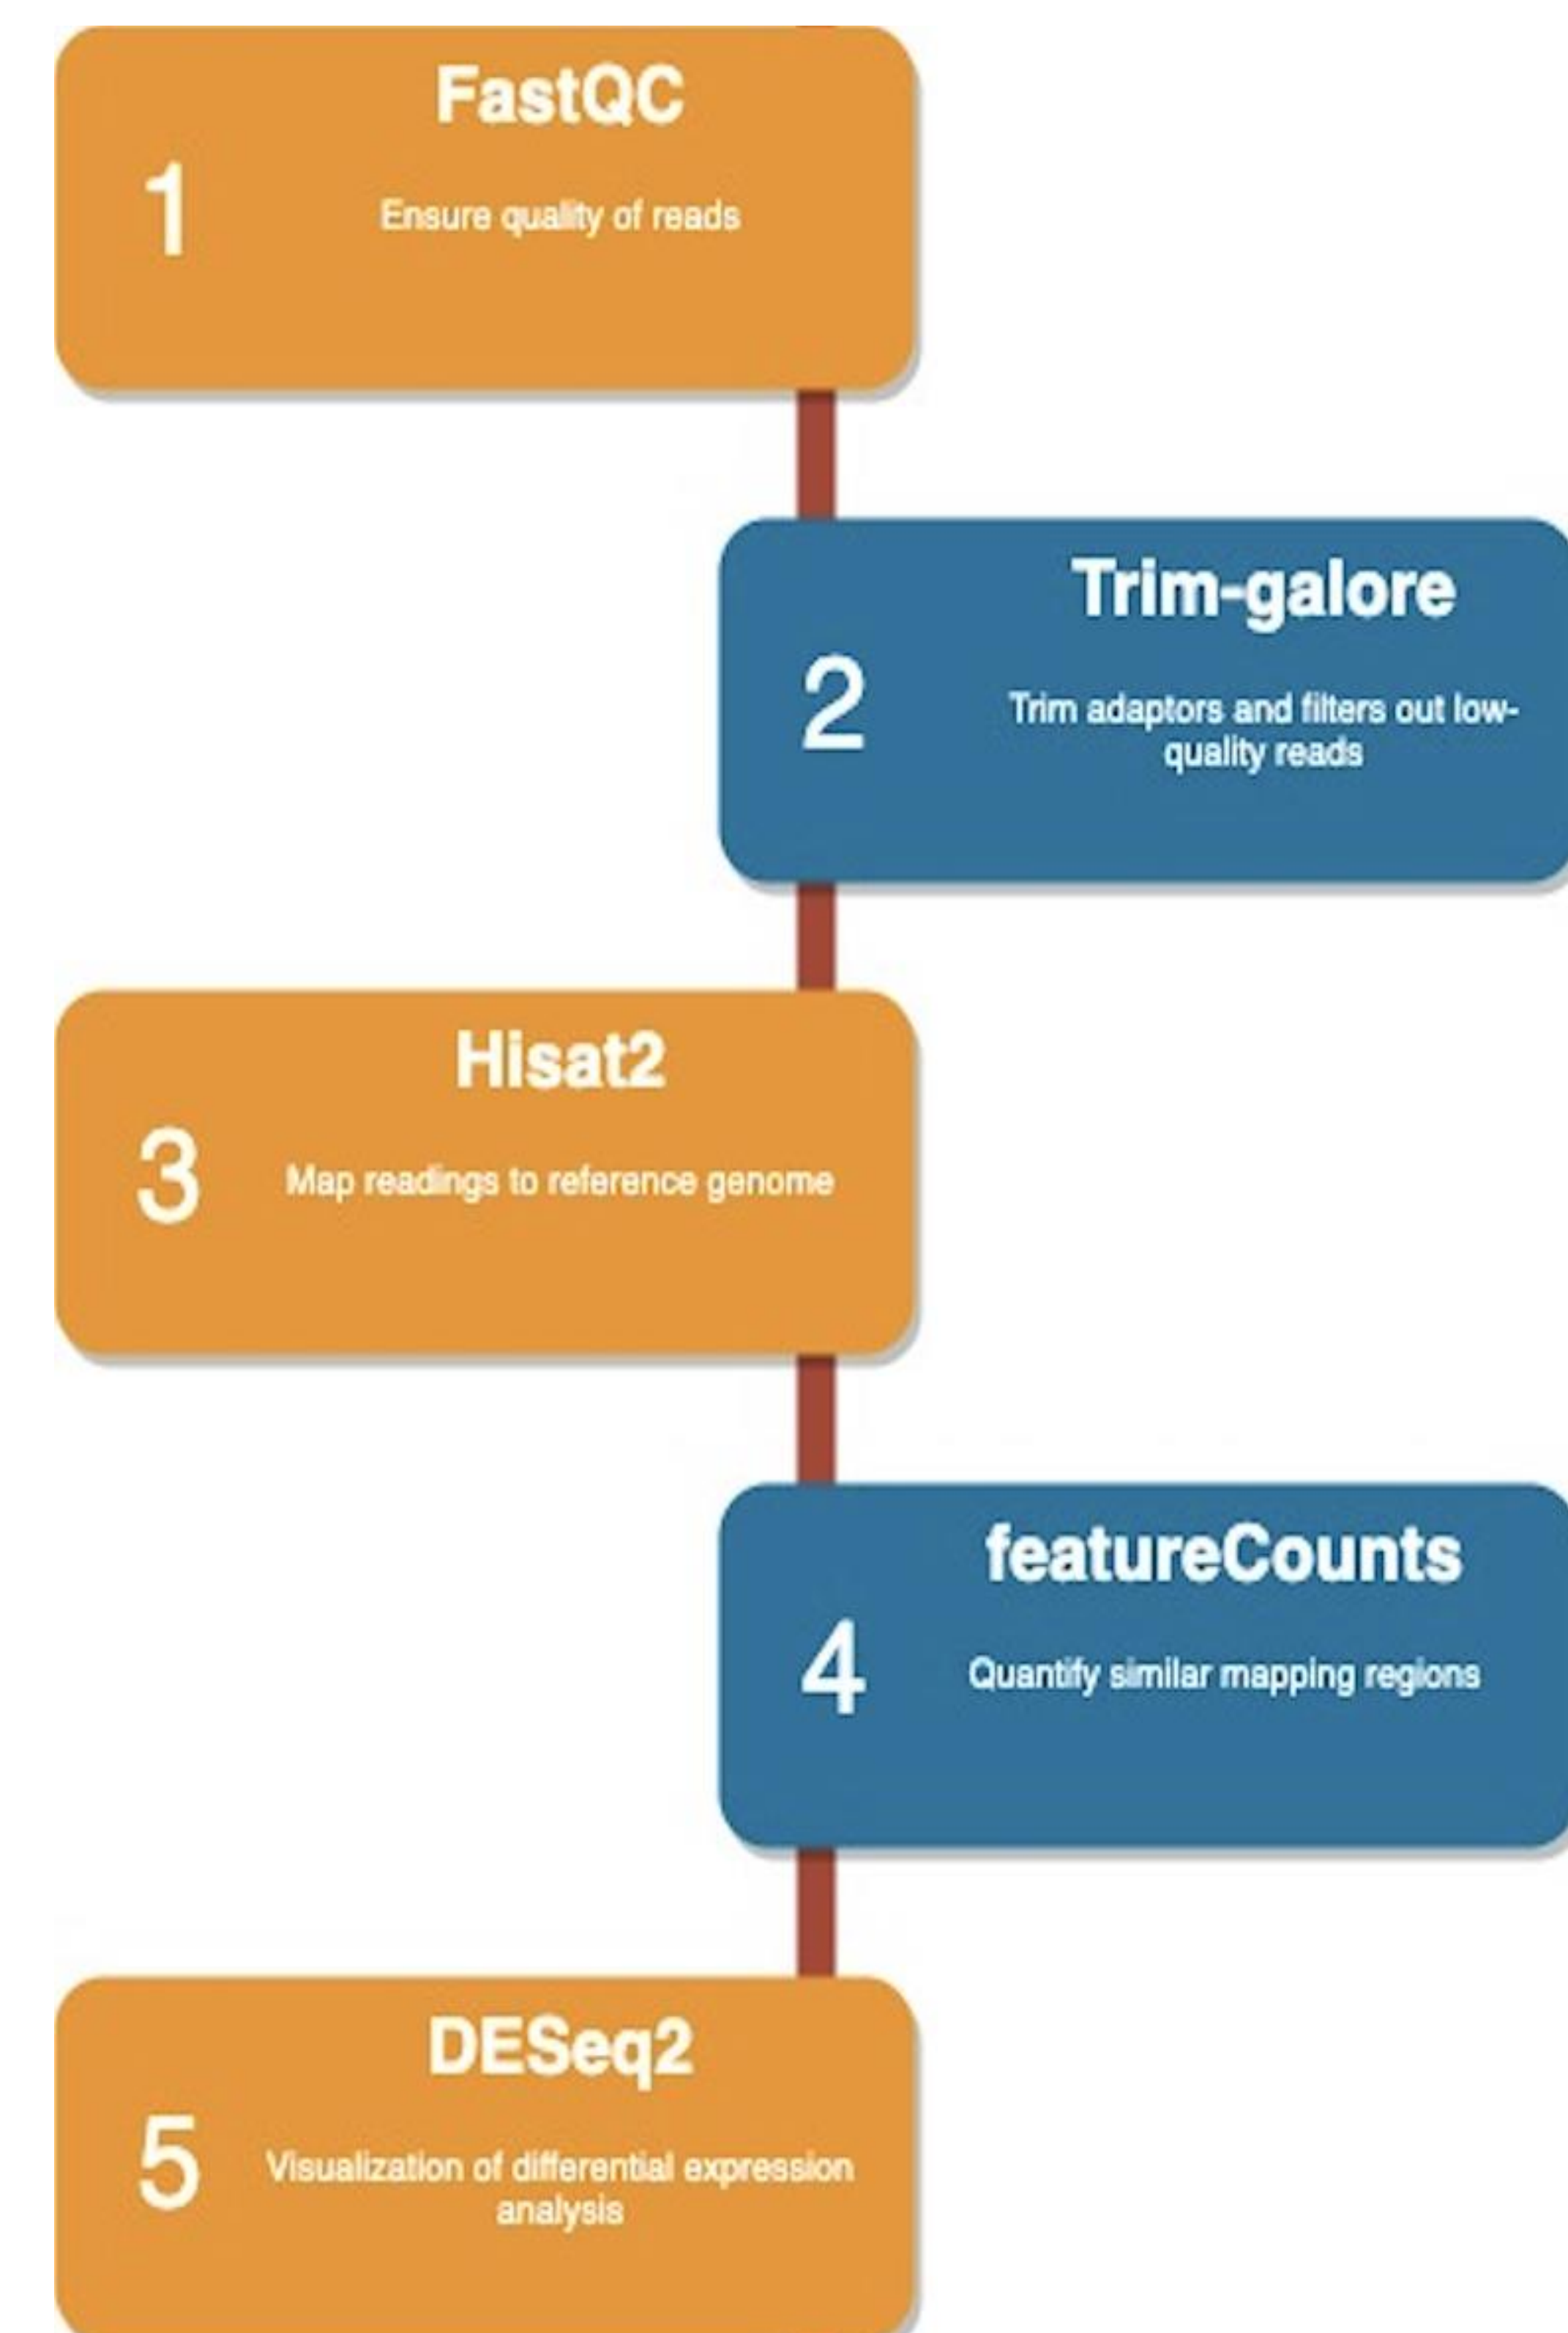 FastQC
1
Ensure quality of reads
Trim-galore
2
Trim adaptors and filters out low-
quality reads
Hisat2
3
Map readings to reference genome
featureCounts
4
Quantify similar mapping regions
DESeq2
5
Visualization of differential expression
analysis